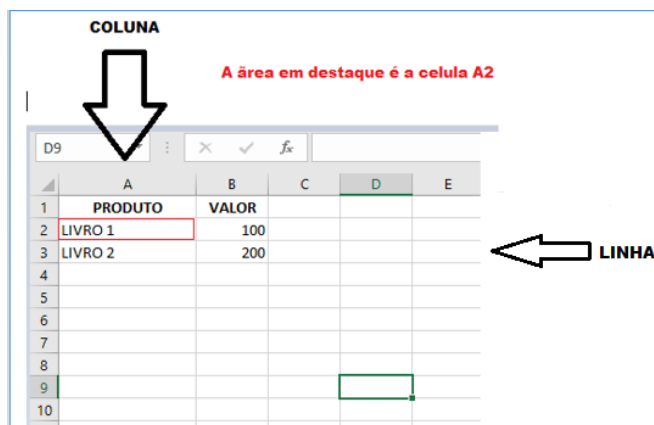 COLUNA
A ãrea em destaque é a celula A2
D9
fx
A B C D E
1 PRODUTO VALOR
2 LIVRO 1 100
3 LIVRO 2 200
LINHA
4
5
6
7
8
9
10